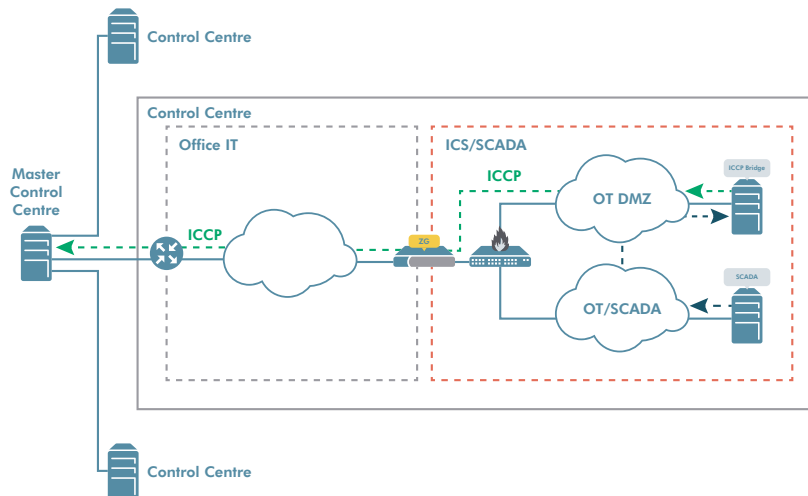 Control Centre
Control Centre
Office IT
ICS/SCADA
ICCP Bridge
Master
Control
Centre
ICCP
OT DMZ
ICCP
ZG
SCADA
OT/SCADA
Control Centre